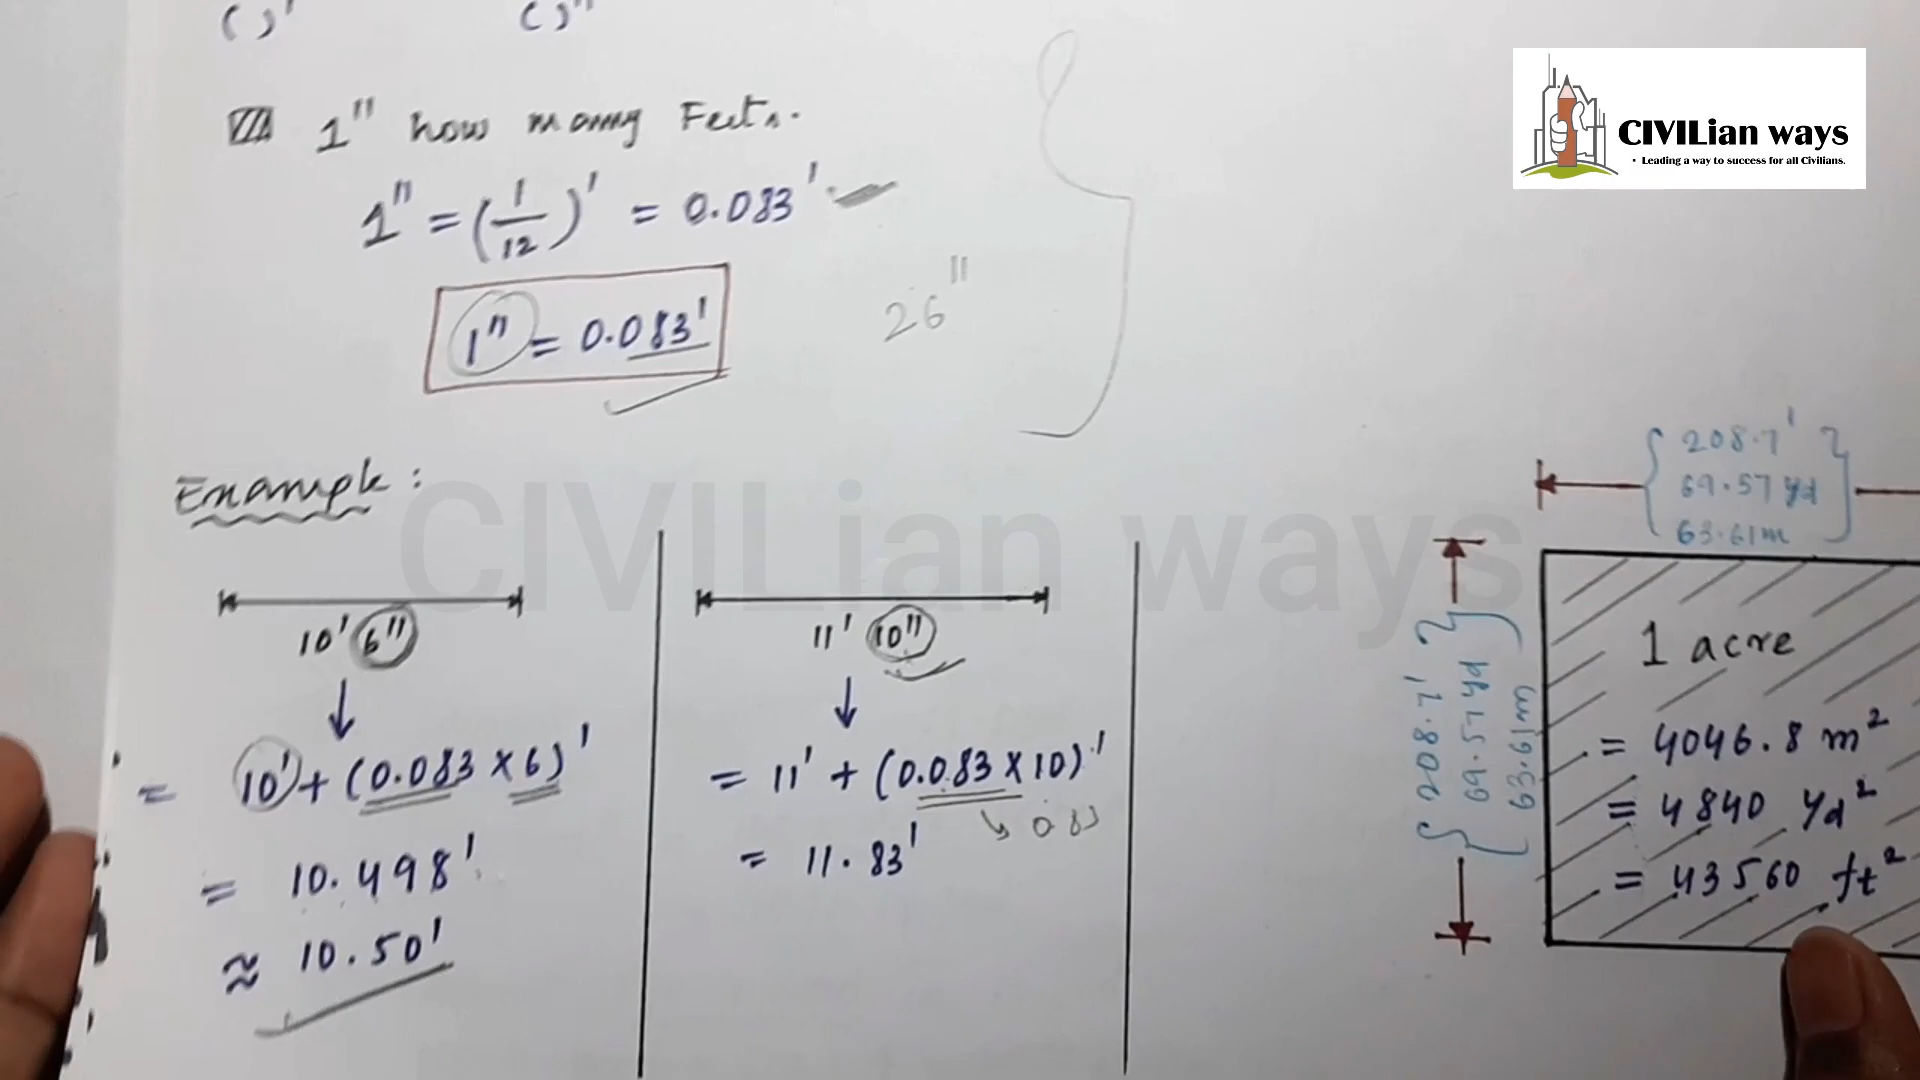 ( )'  ( )"
1" how many Feets.
1" = (1/12)' = 0.083'
1" = 0.083'
26"
Example:
10' 6"
= 10' + (0.083 × 6)'
= 10.498'
≈ 10.50'
11' 10"
= 11' + (0.083 × 10)'
0.83
= 11.83'
208.7'
69.57 yd
63.61m
208.7'
69.57 yd
63.61m
1 acre
= 4046.8 m²
= 4840 yd²
= 43560 ft²
CIVILian ways
• Leading a way to success for all Civilians.
CIVILian ways